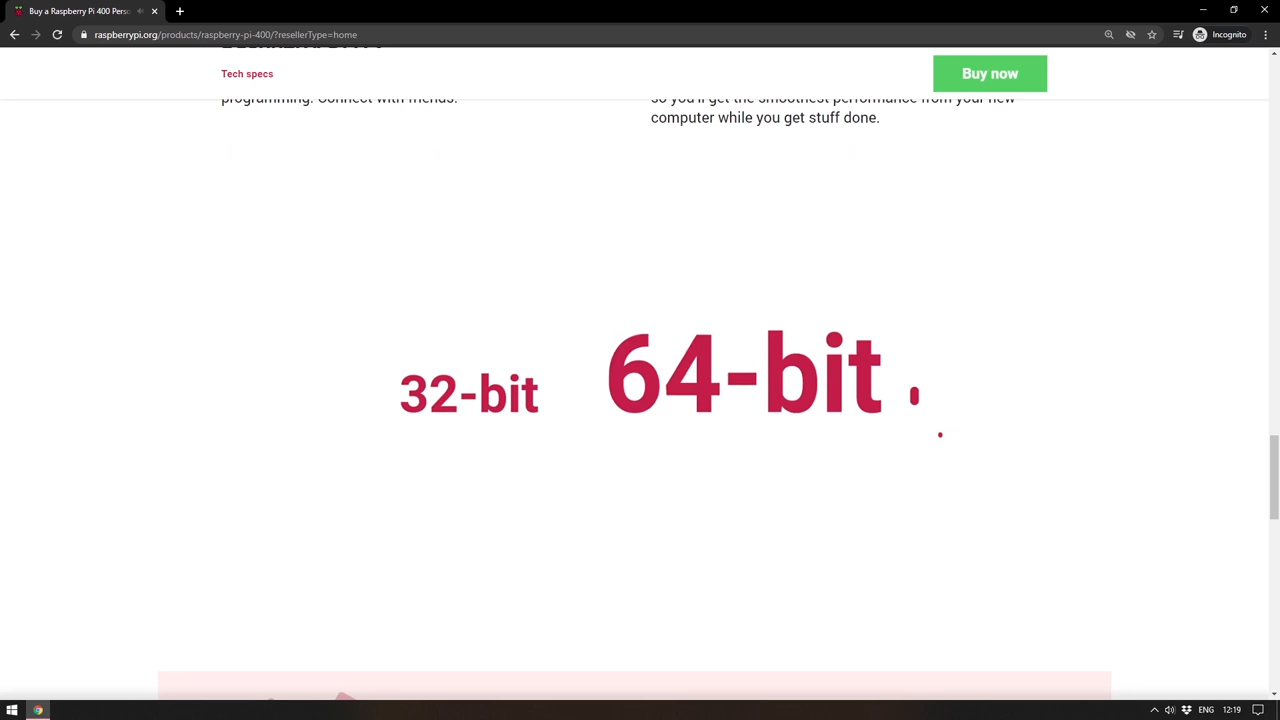 Buy a Raspberry Pi 400 Pers
raspberrypi.org/products/raspberry-pi-400/?resellerType=home
Incognito
Tech specs
Buy now
programming. Connect with friends.
so you'll get the smoothest performance from your new
computer while you get stuff done.
32-bit
64-bit
ENG
12:19